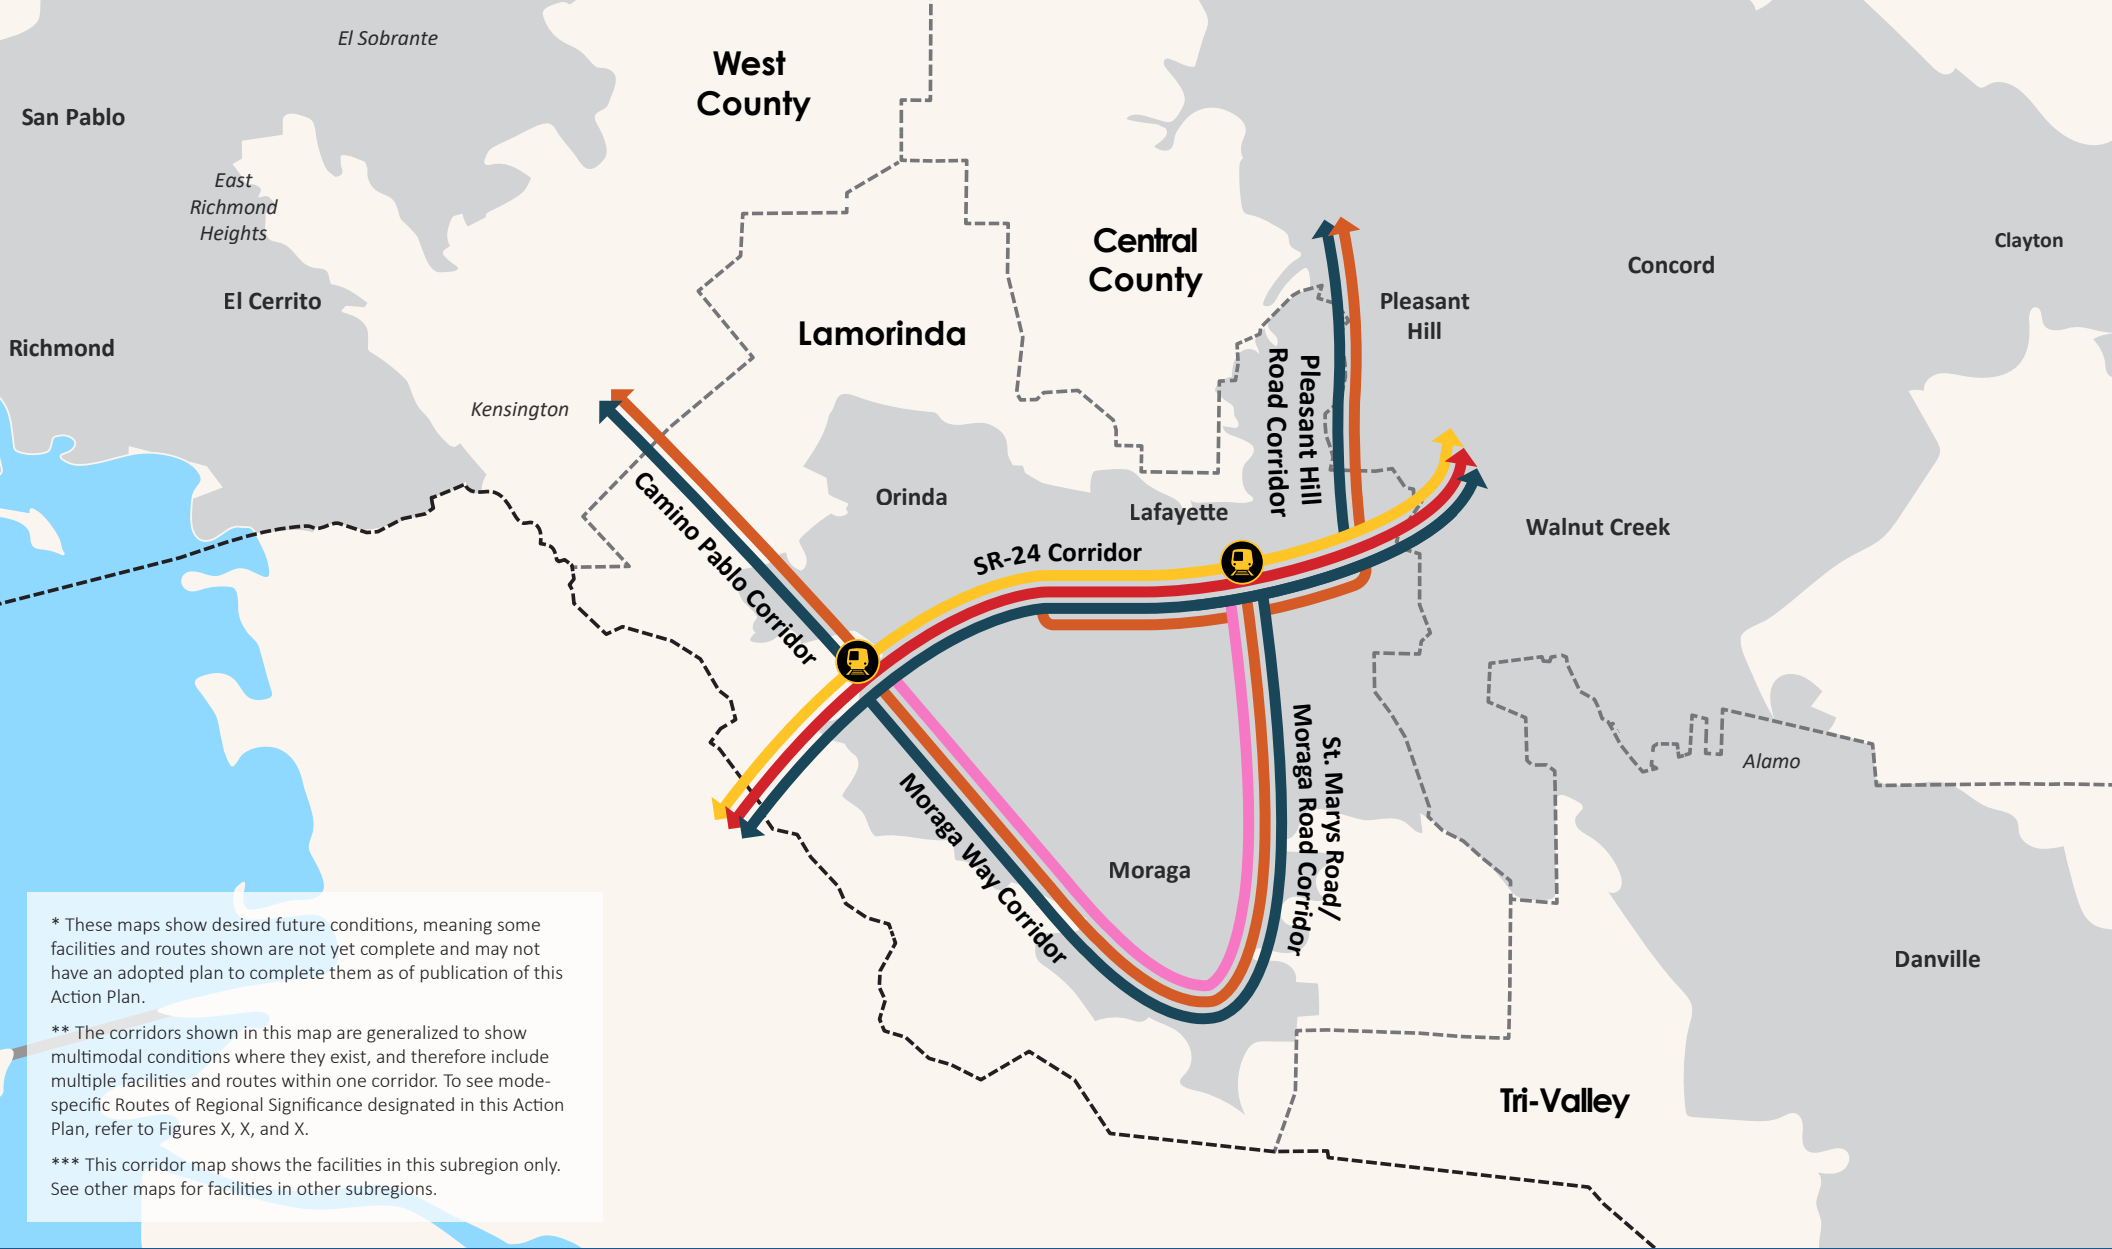 El Sobrante
West
County
San Pablo
East
Richmond
Heights
Central
County
Clayton
Concord
El Cerrito
Pleasant
Hill
Lamorinda
Richmond
Pleasant Hill
Road Corridor
Kensington
Orinda
Lafayette
Walnut Creek
SR-24 Corridor
Camino Pablo Corridor
St. Marys Road/
Moraga Road Corridor
Alamo
Moraga Way Corridor
Moraga
Danville
Tri-Valley
* These maps show desired future conditions, meaning some
facilities and routes shown are not yet complete and may not
have an adopted plan to complete them as of publication of this
Action Plan.
** The corridors shown in this map are generalized to show
multimodal conditions where they exist, and therefore include
multiple facilities and routes within one corridor. To see mode-
specific Routes of Regional Significance designated in this Action
Plan, refer to Figures X, X, and X.
*** This corridor map shows the facilities in this subregion only.
See other maps for facilities in other subregions.